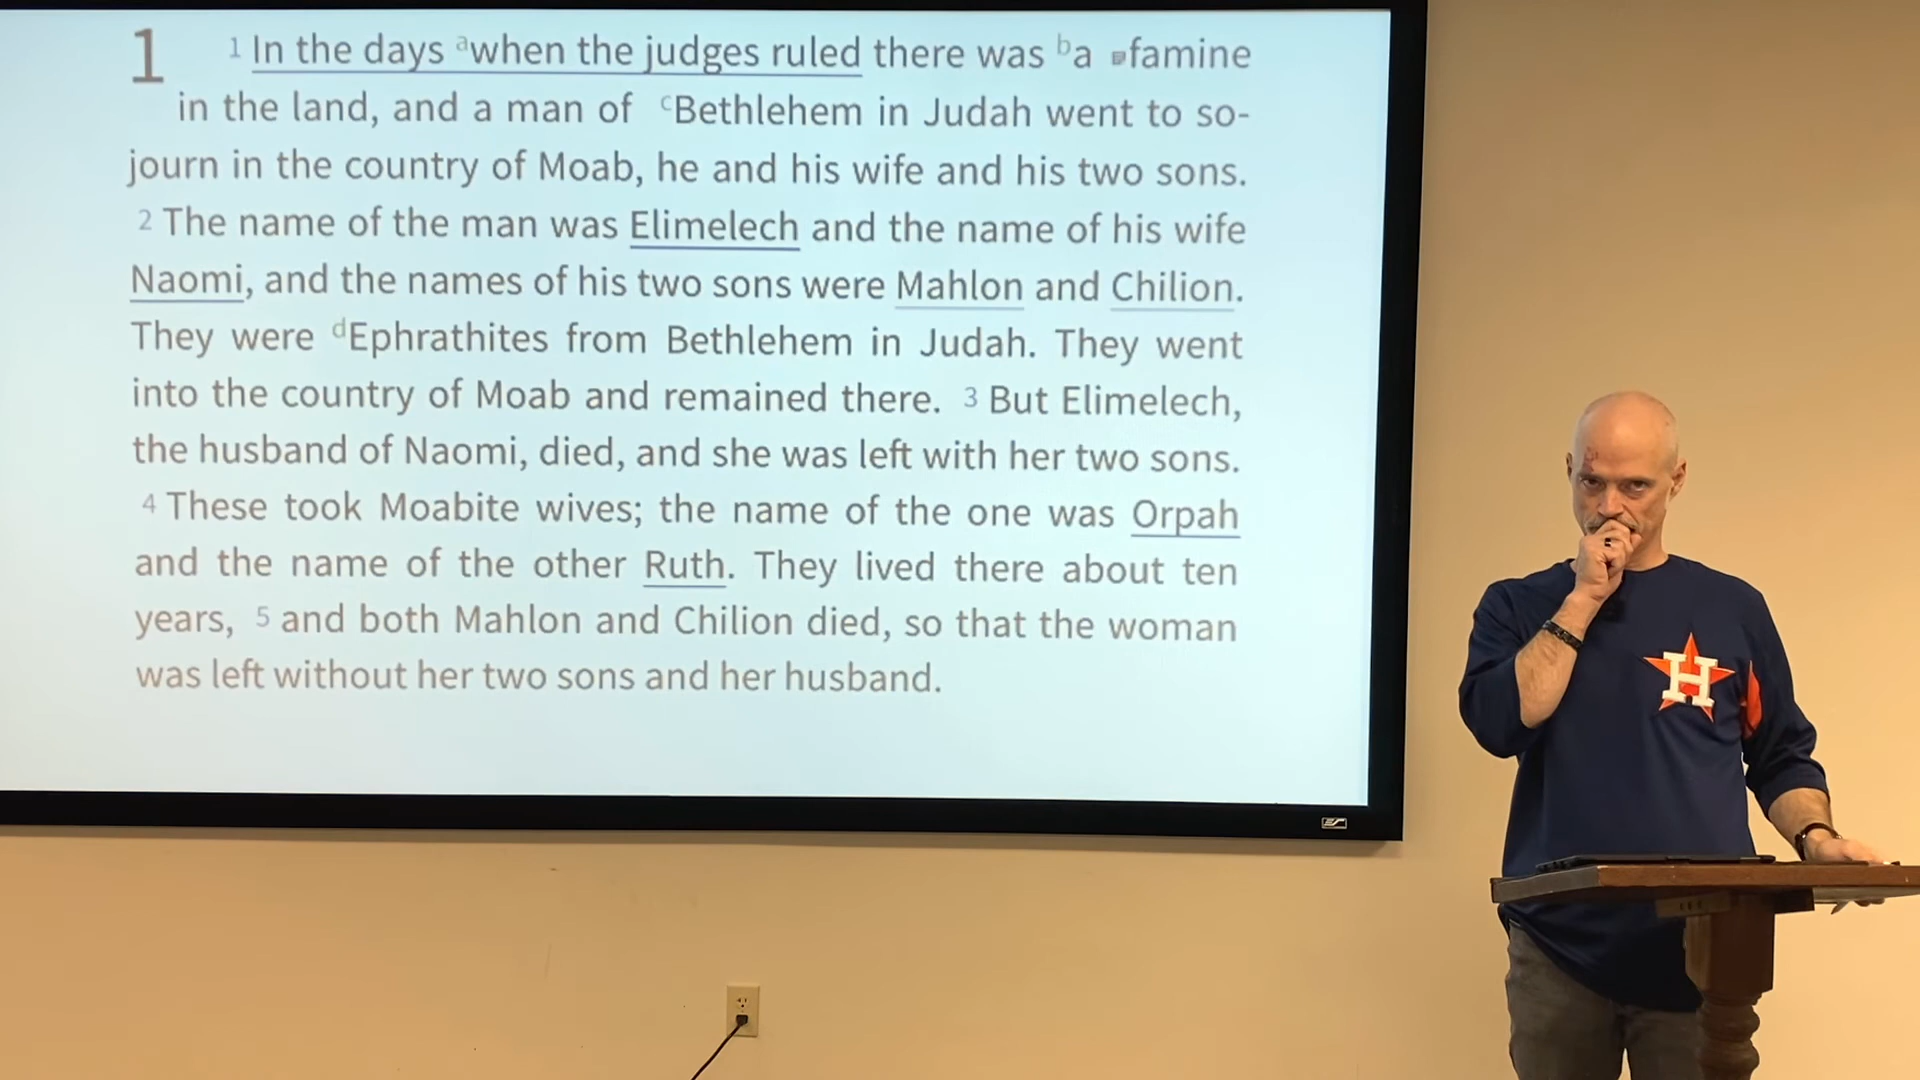 1 1 In the days a when the judges ruled there was b a famine
in the land, and a man of c Bethlehem in Judah went to so-
journ in the country of Moab, he and his wife and his two sons.
2 The name of the man was Elimelech and the name of his wife
Naomi, and the names of his two sons were Mahlon and Chilion.
They were d Ephrathites from Bethlehem in Judah. They went
into the country of Moab and remained there. 3 But Elimelech,
the husband of Naomi, died, and she was left with her two sons.
4 These took Moabite wives; the name of the one was Orpah
and the name of the other Ruth. They lived there about ten
years, 5 and both Mahlon and Chilion died, so that the woman
was left without her two sons and her husband.
H